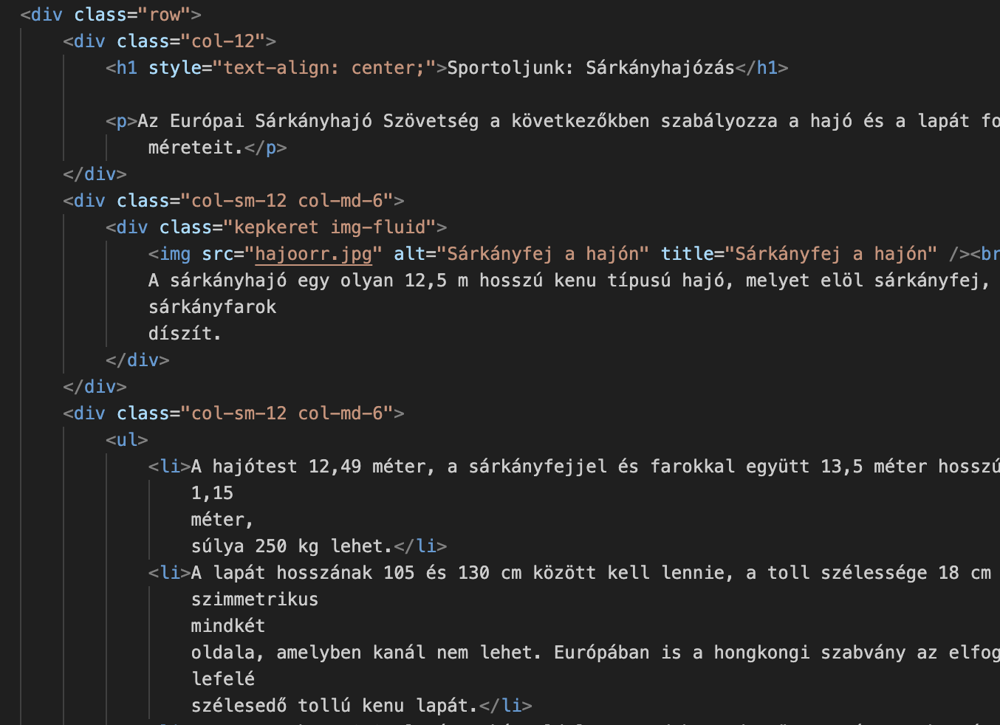 <div class="row">
<div class="col-12">
<h1 style="text-align: center;">Sportoljunk: Sárkányhajózás</h1>
<p>Az Európai Sárkányhajó Szövetség a következőkben szabályozza a hajó és a lapát
méreteit.</p>
</div>
<div class="col-sm-12 col-md-6">
<div class="kepkeret img-fluid">
<img src="hajoorr.jpg" alt="Sárkányfej a hajón" title="Sárkányfej a hajón" /><br
A sárkányhajó egy olyan 12,5 m hosszú kenu típusú hajó, melyet elöl sárkányfej,
sárkányfarok
díszít.
</div>
</div>
<div class="col-sm-12 col-md-6">
<ul>
<li>A hajótest 12,49 méter, a sárkányfejjel és farokkal együtt 13,5 méter hosszú
1,15
méter,
súlya 250 kg lehet.</li>
<li>A lapát hosszának 105 és 130 cm között kell lennie, a toll szélessége 18 cm
szimmetrikus
mindkét
oldala, amelyben kanál nem lehet. Európában is a hongkongi szabvány az elfog
lefelé
szélesedő tollú kenu lapát.</li>